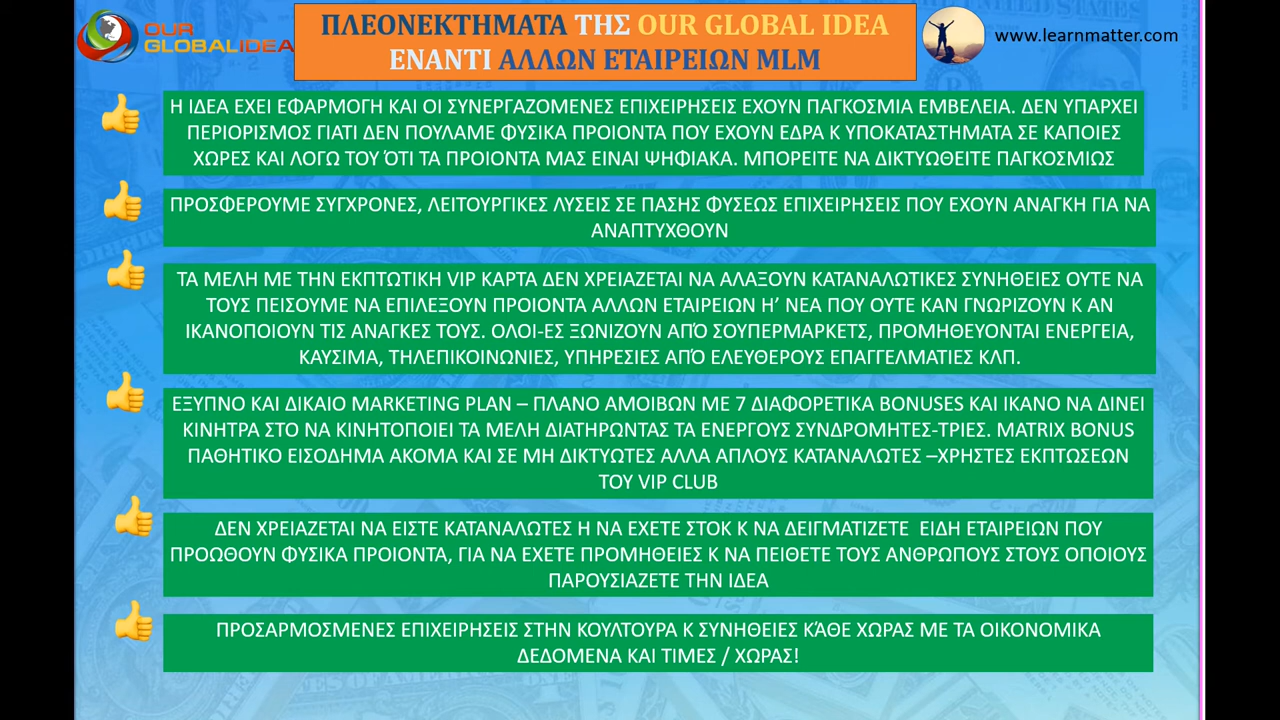 OUR
GLOBALIDEA
ΠΛΕΟΝΕΚΤΗΜΑΤΑ ΤΗΣ OUR GLOBAL IDEA
ΕΝΑΝΤΙ ΑΛΛΩΝ ΕΤΑΙΡΕΙΩΝ MLM
www.learnmatter.com
Η ΙΔΕΑ ΕΧΕΙ ΕΦΑΡΜΟΓΗ ΚΑΙ ΟΙ ΣΥΝΕΡΓΑΖΟΜΕΝΕΣ ΕΠΙΧΕΙΡΗΣΕΙΣ ΕΧΟΥΝ ΠΑΓΚΟΣΜΙΑ ΕΜΒΕΛΕΙΑ. ΔΕΝ ΥΠΑΡΧΕΙ
ΠΕΡΙΟΡΙΣΜΟΣ ΓΙΑΤΙ ΔΕΝ ΠΟΥΛΑΜΕ ΦΥΣΙΚΑ ΠΡΟΙΟΝΤΑ ΠΟΥ ΕΧΟΥΝ ΕΔΡΑ Κ ΥΠΟΚΑΤΑΣΤΗΜΑΤΑ ΣΕ ΚΑΠΟΙΕΣ
ΧΩΡΕΣ ΚΑΙ ΛΟΓΩ ΤΟΥ ΌΤΙ ΤΑ ΠΡΟΙΟΝΤΑ ΜΑΣ ΕΙΝΑΙ ΨΗΦΙΑΚΑ. ΜΠΟΡΕΙΤΕ ΝΑ ΔΙΚΤΥΩΘΕΙΤΕ ΠΑΓΚΟΣΜΙΩΣ
ΠΡΟΣΦΕΡΟΥΜΕ ΣΥΓΧΡΟΝΕΣ, ΛΕΙΤΟΥΡΓΙΚΕΣ ΛΥΣΕΙΣ ΣΕ ΠΑΣΗΣ ΦΥΣΕΩΣ ΕΠΙΧΕΙΡΗΣΕΙΣ ΠΟΥ ΕΧΟΥΝ ΑΝΑΓΚΗ ΓΙΑ ΝΑ
ΑΝΑΠΤΥΧΘΟΥΝ
ΤΑ ΜΕΛΗ ΜΕ ΤΗΝ ΕΚΠΤΩΤΙΚΗ VIP ΚΑΡΤΑ ΔΕΝ ΧΡΕΙΑΖΕΤΑΙ ΝΑ ΑΛΑΞΟΥΝ ΚΑΤΑΝΑΛΩΤΙΚΕΣ ΣΥΝΗΘΕΙΕΣ ΟΥΤΕ ΝΑ
ΤΟΥΣ ΠΕΙΣΟΥΜΕ ΝΑ ΕΠΙΛΕΞΟΥΝ ΠΡΟΙΟΝΤΑ ΑΛΛΩΝ ΕΤΑΙΡΕΙΩΝ Η’ ΝΕΑ ΠΟΥ ΟΥΤΕ ΚΑΝ ΓΝΩΡΙΖΟΥΝ Κ ΑΝ
ΙΚΑΝΟΠΟΙΟΥΝ ΤΙΣ ΑΝΑΓΚΕΣ ΤΟΥΣ. ΟΛΟΙ-ΕΣ ΞΩΝΙΖΟΥΝ ΑΠΌ ΣΟΥΠΕΡΜΑΡΚΕΤS, ΠΡΟΜΗΘΕΥΟΝΤΑΙ ΕΝΕΡΓΕΙΑ,
ΚΑΥΣΙΜΑ, ΤΗΛΕΠΙΚΟΙΝΩΝΙΕΣ, ΥΠΗΡΕΣΙΕΣ ΑΠΌ ΕΛΕΥΘΕΡΟΥΣ ΕΠΑΓΓΕΛΜΑΤΙΕΣ ΚΛΠ.
ΕΞΥΠΝΟ ΚΑΙ ΔΙΚΑΙΟ MARKETING PLAN – ΠΛΑΝΟ ΑΜΟΙΒΩΝ ΜΕ 7 ΔΙΑΦΟΡΕΤΙΚΑ BONUSES ΚΑΙ ΙΚΑΝΟ ΝΑ ΔΙΝΕΙ
ΚΙΝΗΤΡΑ ΣΤΟ ΝΑ ΚΙΝΗΤΟΠΟΙΕΙ ΤΑ ΜΕΛΗ ΔΙΑΤΗΡΩΝΤΑΣ ΤΑ ΕΝΕΡΓΟΥΣ ΣΥΝΔΡΟΜΗΤΕΣ-ΤΡΙΕΣ. MATRIX BONUS
ΠΑΘΗΤΙΚΟ ΕΙΣΟΔΗΜΑ ΑΚΟΜΑ ΚΑΙ ΣΕ ΜΗ ΔΙΚΤΥΩΤΕΣ ΑΛΛΑ ΑΠΛΟΥΣ ΚΑΤΑΝΑΛΩΤΕΣ –ΧΡΗΣΤΕΣ ΕΚΠΤΩΣΕΩΝ
ΤΟΥ VIP CLUB
ΔΕΝ ΧΡΕΙΑΖΕΤΑΙ ΝΑ ΕΙΣΤΕ ΚΑΤΑΝΑΛΩΤΕΣ Η ΝΑ ΕΧΕΤΕ ΣΤΟΚ Κ ΝΑ ΔΕΙΓΜΑΤΙΖΕΤΕ ΕΙΔΗ ΕΤΑΙΡΕΙΩΝ ΠΟΥ
ΠΡΟΩΘΟΥΝ ΦΥΣΙΚΑ ΠΡΟΙΟΝΤΑ, ΓΙΑ ΝΑ ΕΧΕΤΕ ΠΡΟΜΗΘΕΙΕΣ Κ ΝΑ ΠΕΙΘΕΤΕ ΤΟΥΣ ΑΝΘΡΩΠΟΥΣ ΣΤΟΥΣ ΟΠΟΙΟΥΣ
ΠΑΡΟΥΣΙΑΖΕΤΕ ΤΗΝ ΙΔΕΑ
ΠΡΟΣΑΡΜΟΣΜΕΝΕΣ ΕΠΙΧΕΙΡΗΣΕΙΣ ΣΤΗΝ ΚΟΥΛΤΟΥΡΑ Κ ΣΥΝΗΘΕΙΕΣ ΚΆΘΕ ΧΩΡΑΣ ΜΕ ΤΑ ΟΙΚΟΝΟΜΙΚΑ
ΔΕΔΟΜΕΝΑ ΚΑΙ ΤΙΜΕΣ / ΧΩΡΑΣ!